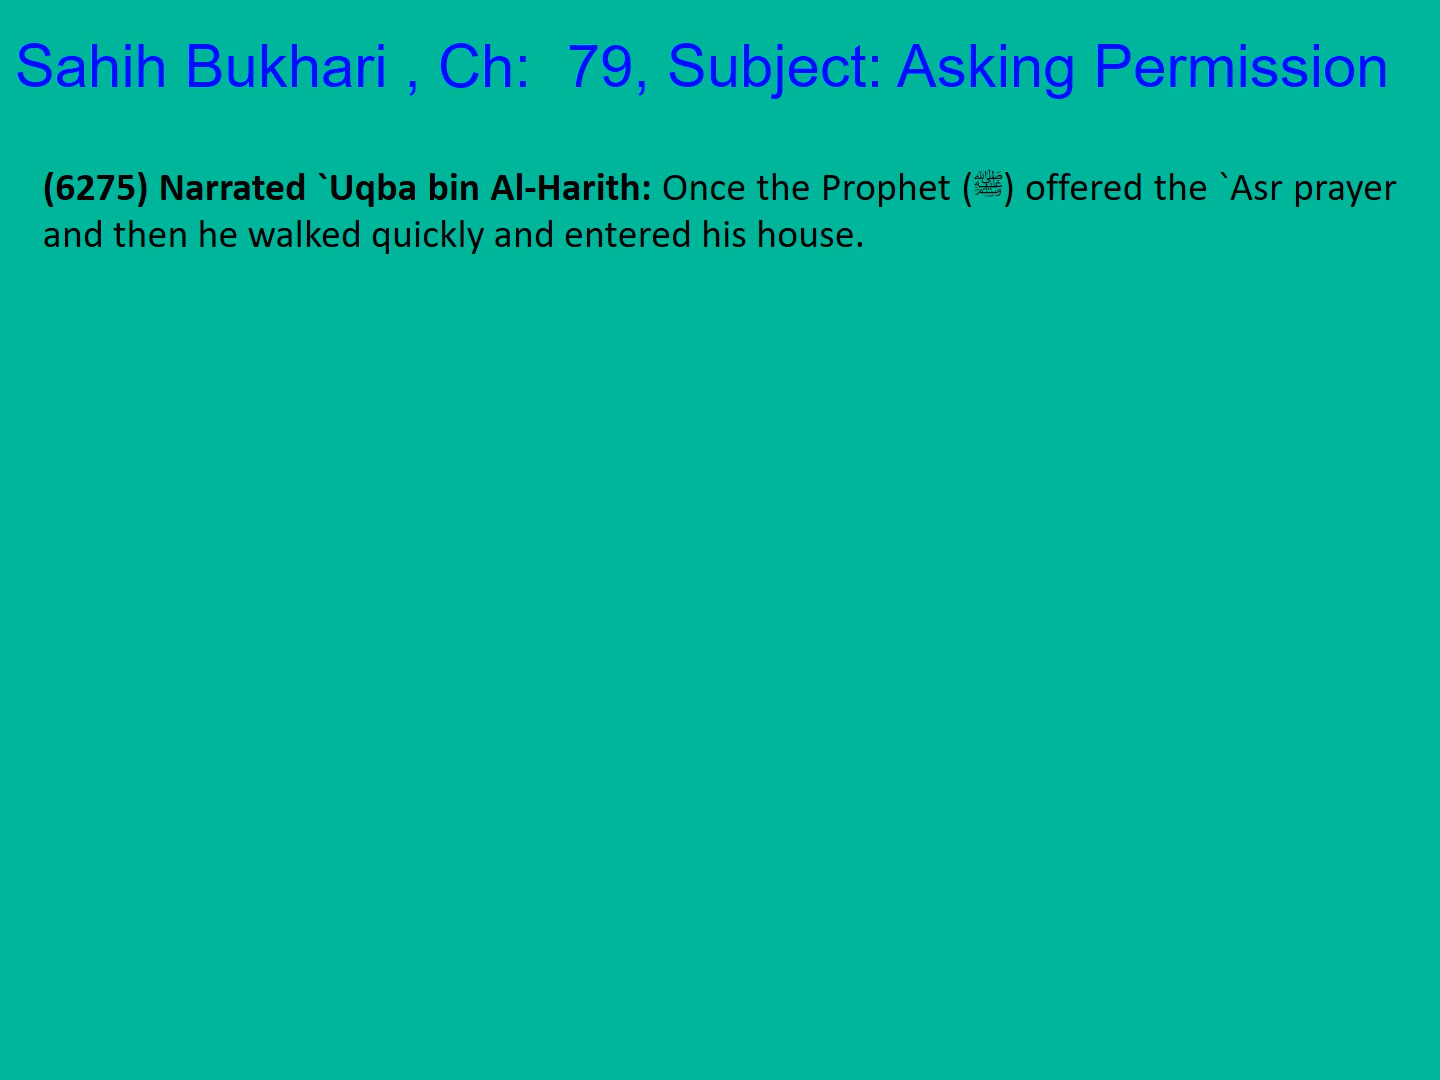 Sahih Bukhari , Ch:  79, Subject: Asking Permission
(6275) Narrated `Uqba bin Al-Harith: Once the Prophet (ﷺ) offered the `Asr prayer
and then he walked quickly and entered his house.